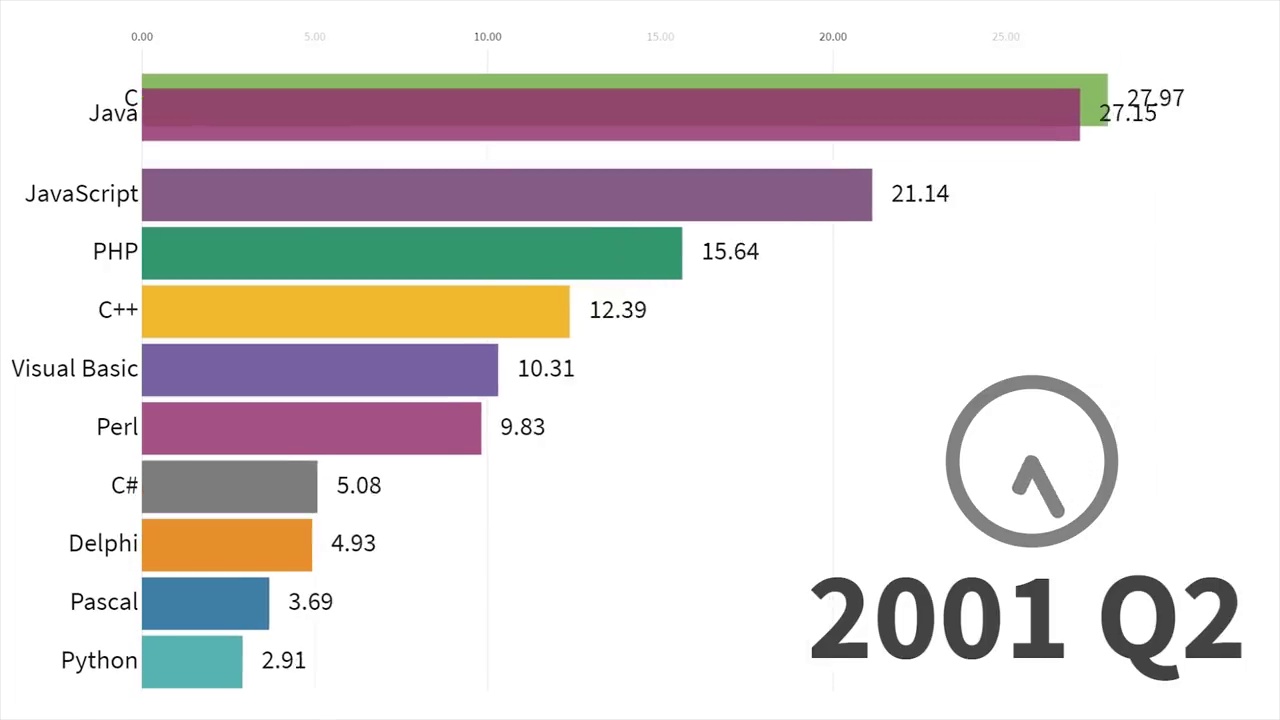 0.00 5.00 10.00 15.00 20.00 25.00
C 27.97
Java 27.15
JavaScript 21.14
PHP 15.64
C++ 12.39
Visual Basic 10.31
Perl 9.83
C# 5.08
Delphi 4.93
Pascal 3.69
Python 2.91
2001 Q2